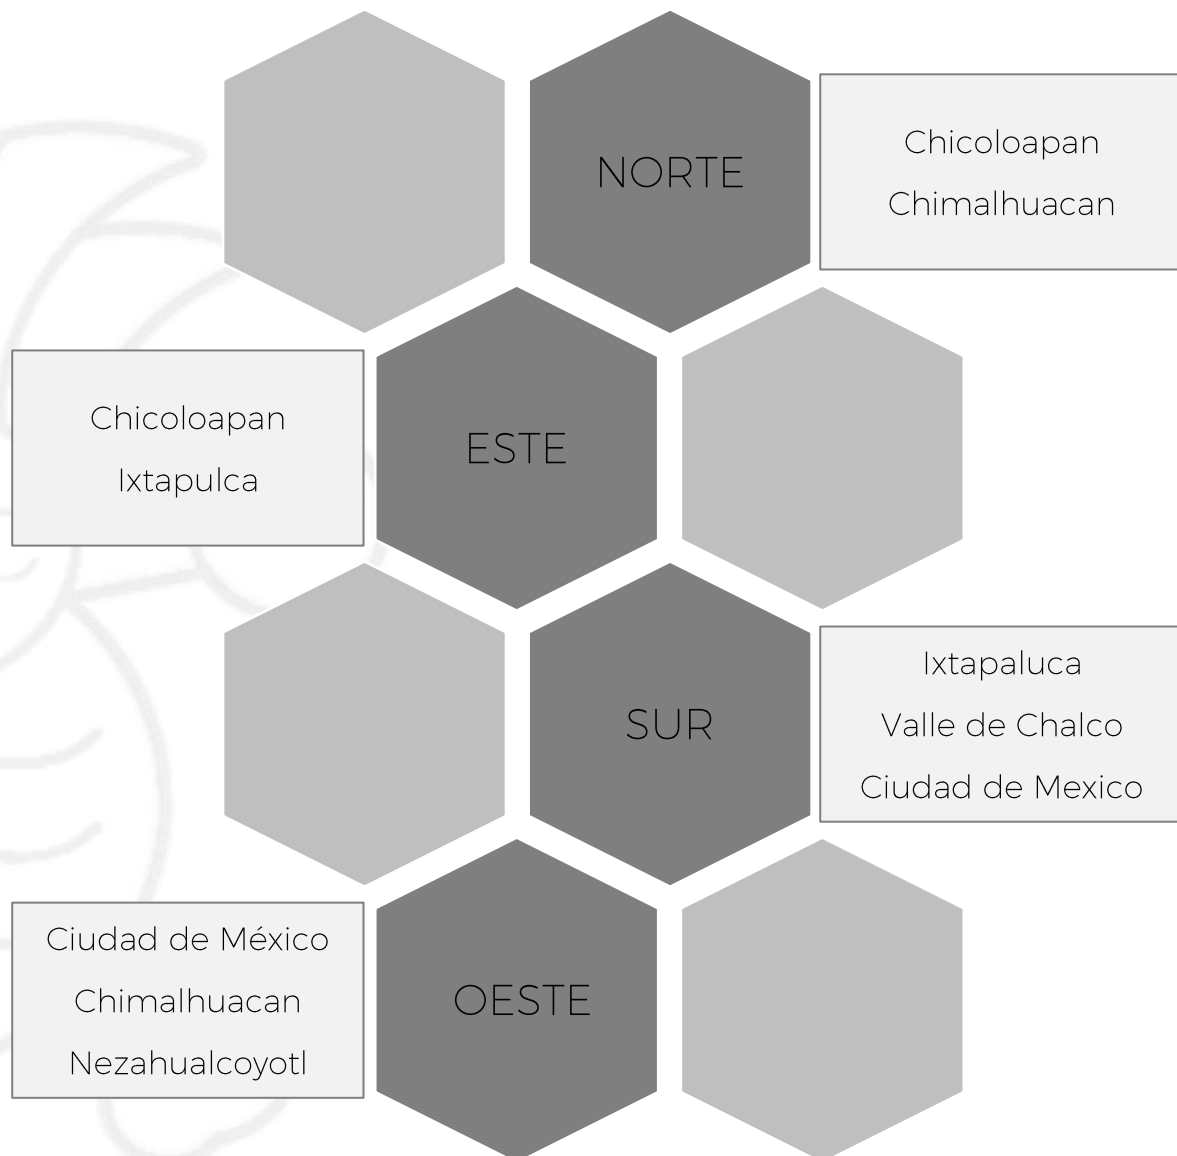 NORTE
Chicoloapan
Chimalhuacan
Chicoloapan
Ixtapulca
ESTE
SUR
Ixtapaluca
Valle de Chalco
Ciudad de Mexico
Ciudad de México
Chimalhuacan
Nezahualcoyotl
OESTE